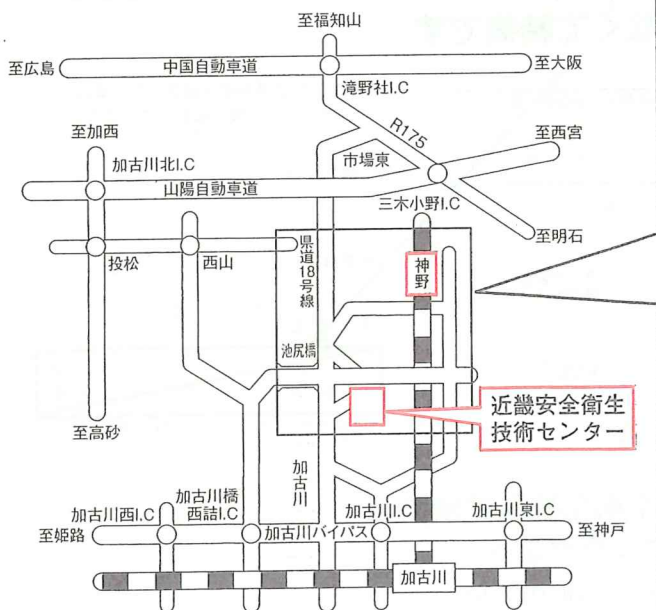 至福知山
至広島
中国自動車道
至大阪
滝野社I.C
R175
至加西
至西宮
市場東
加古川北I.C
山陽自動車道
三木小野I.C
至明石
投松
西山
県道18号線
神野
池尻橋
近畿安全衛生
技術センター
至高砂
加古川
加古川橋
西詰I.C
加古川西I.C
加古川I.C
加古川東I.C
至姫路
加古川バイパス
至神戸
加古川